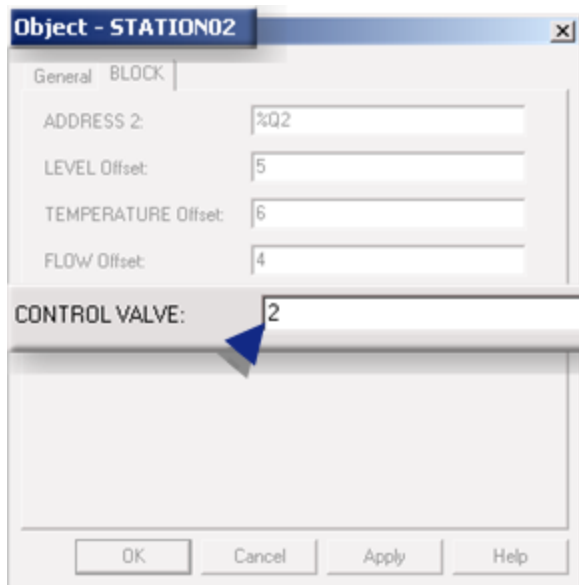 Object - STATION02
General BLOCK
ADDRESS 2: %Q2
LEVEL Offset: 5
TEMPERATURE Offset: 6
FLOW Offset: 4
CONTROL VALVE: 2
OK Cancel Apply Help